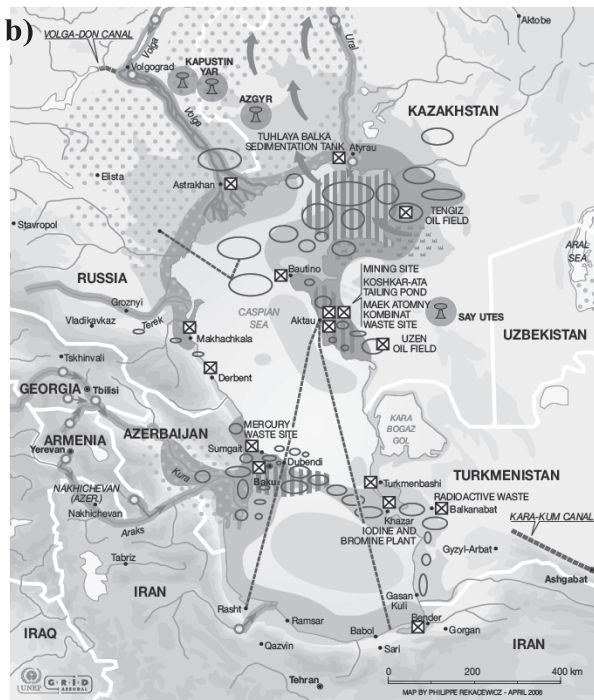 b)
VOLGA-DON CANAL
Volga
Ural
Aktobe
Volgograd
KAPUSTIN
YAR
AZGYR
Volga
KAZAKHSTAN
TUHLAYA BALKA
SEDIMENTATION TANK
Atyrau
Elista
Astrakhan
TENGIZ
OIL FIELD
Stavropol
ARAL
SEA
RUSSIA
Bautino
MINING SITE
KOSHKAR-ATA
TAILING POND
MAEK ATOMNY
KOMBINAT
WASTE SITE
Groznyi
CASPIAN
SEA
SAY UTES
Vladikavkaz
Terek
Aktau
UZBEKISTAN
Makhachkala
UZEN
OIL FIELD
Tskhinvali
Derbent
GEORGIA
Tbilisi
KARA
BOGAZ
GOL
ARMENIA
AZERBAIJAN
MERCURY
WASTE SITE
Yerevan
Sumgait
Dubendi
Kura
Baku
TURKMENISTAN
Turkmenbashi
NAKHICHEVAN
(AZER.)
RADIOACTIVE WASTE
Nakhichevan
Balkanabat
KARA-KUM CANAL
Khazar
IODINE AND
BROMINE PLANT
Araks
Gyzyl-Arbat
Tabriz
Ashgabat
IRAN
Gasan
Kuli
Rasht
Ramsar
Bender
Gorgan
IRAQ
Babol
Qazvin
Sari
IRAN
Tehran
UNEP
GRID
ARENDAL
0
200
400 km
MAP BY PHILIPPE REKACEWICZ - APRIL 2006